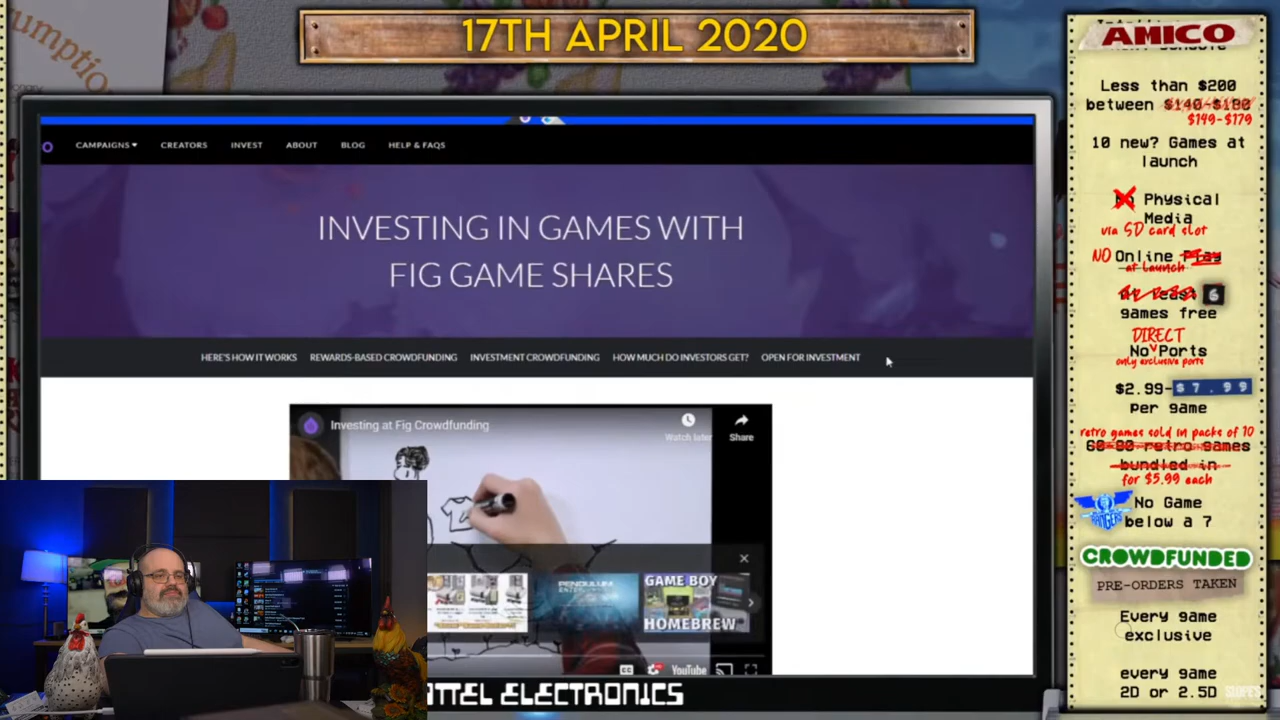 17TH APRIL 2020
CAMPAIGNS
CREATORS
INVEST
ABOUT
BLOG
HELP & FAQS
INVESTING IN GAMES WITH
FIG GAME SHARES
HERE'S HOW IT WORKS
REWARDS-BASED CROWDFUNDING
INVESTMENT CROWDFUNDING
HOW MUCH DO INVESTORS GET?
OPEN FOR INVESTMENT
Investing at Fig Crowdfunding
Watch later
Share
PENDULUM
GAME BOY
HOMEBREW
CC
YouTube
TTEL ELECTRONICS
AMICO
Less than $200
between $140-$180
$149-$179
10 new? Games at
launch
Physical
Media
via SD card slot
NO Online Play
at launch
6
games free
DIRECT
No Ports
only exclusive ports
$2.99-$7.99
per game
retro games sold in packs of 10
60-80 retro games
bundled in
for $5.99 each
RANGERS
No Game
below a 7
CROWDFUNDED
PRE-ORDERS TAKEN
Every game
exclusive
every game
2D or 2.5D
SLOPES